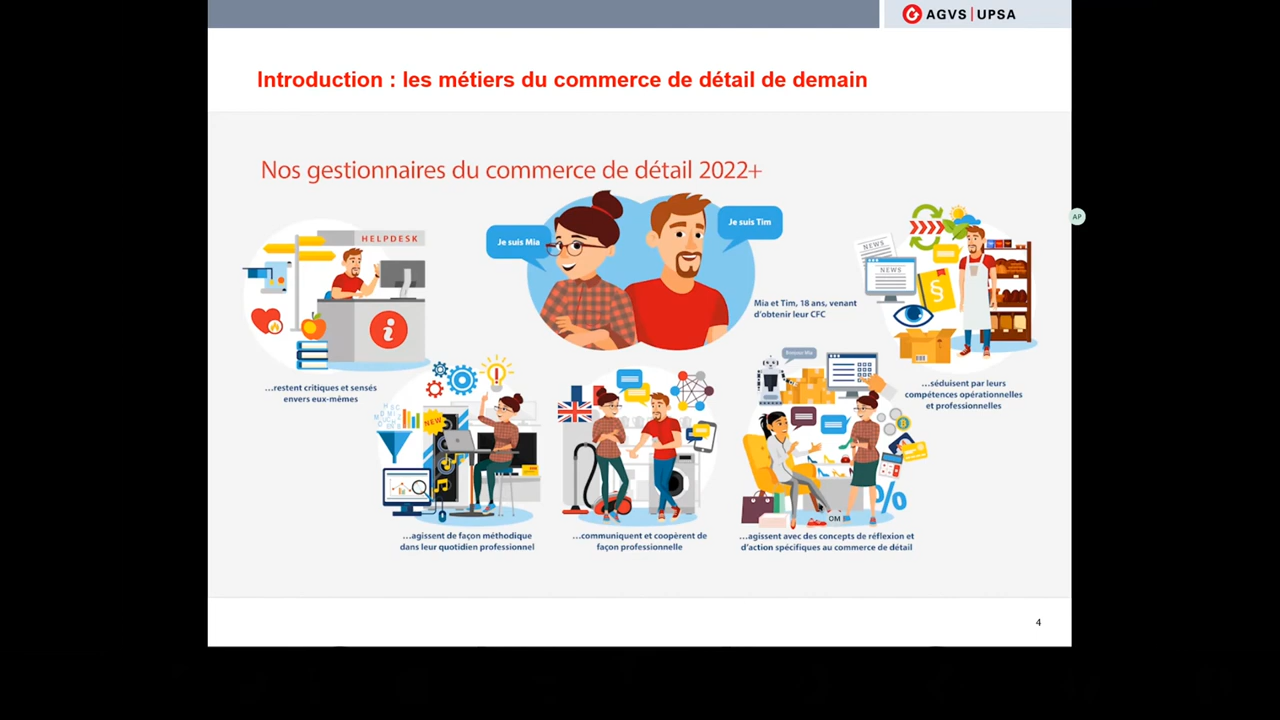 AGVS | UPSA
Introduction : les métiers du commerce de détail de demain
Nos gestionnaires du commerce de détail 2022+
Je suis Mia
Je suis Tim
Mia et Tim, 18 ans, venant
d'obtenir leur CFC
HELPDESK
i
...restent critiques et sensés
envers eux-mêmes
NEWS
NEWS
§
AP
...séduisent par leurs
compétences opérationnelles
et professionnelles
NEW
...agissent de façon méthodique
dans leur quotidien professionnel
...communiquent et coopèrent de
façon professionnelle
Bonjour Mia
%
OM
...agissent avec des concepts de réflexion et
d'action spécifiques au commerce de détail
4